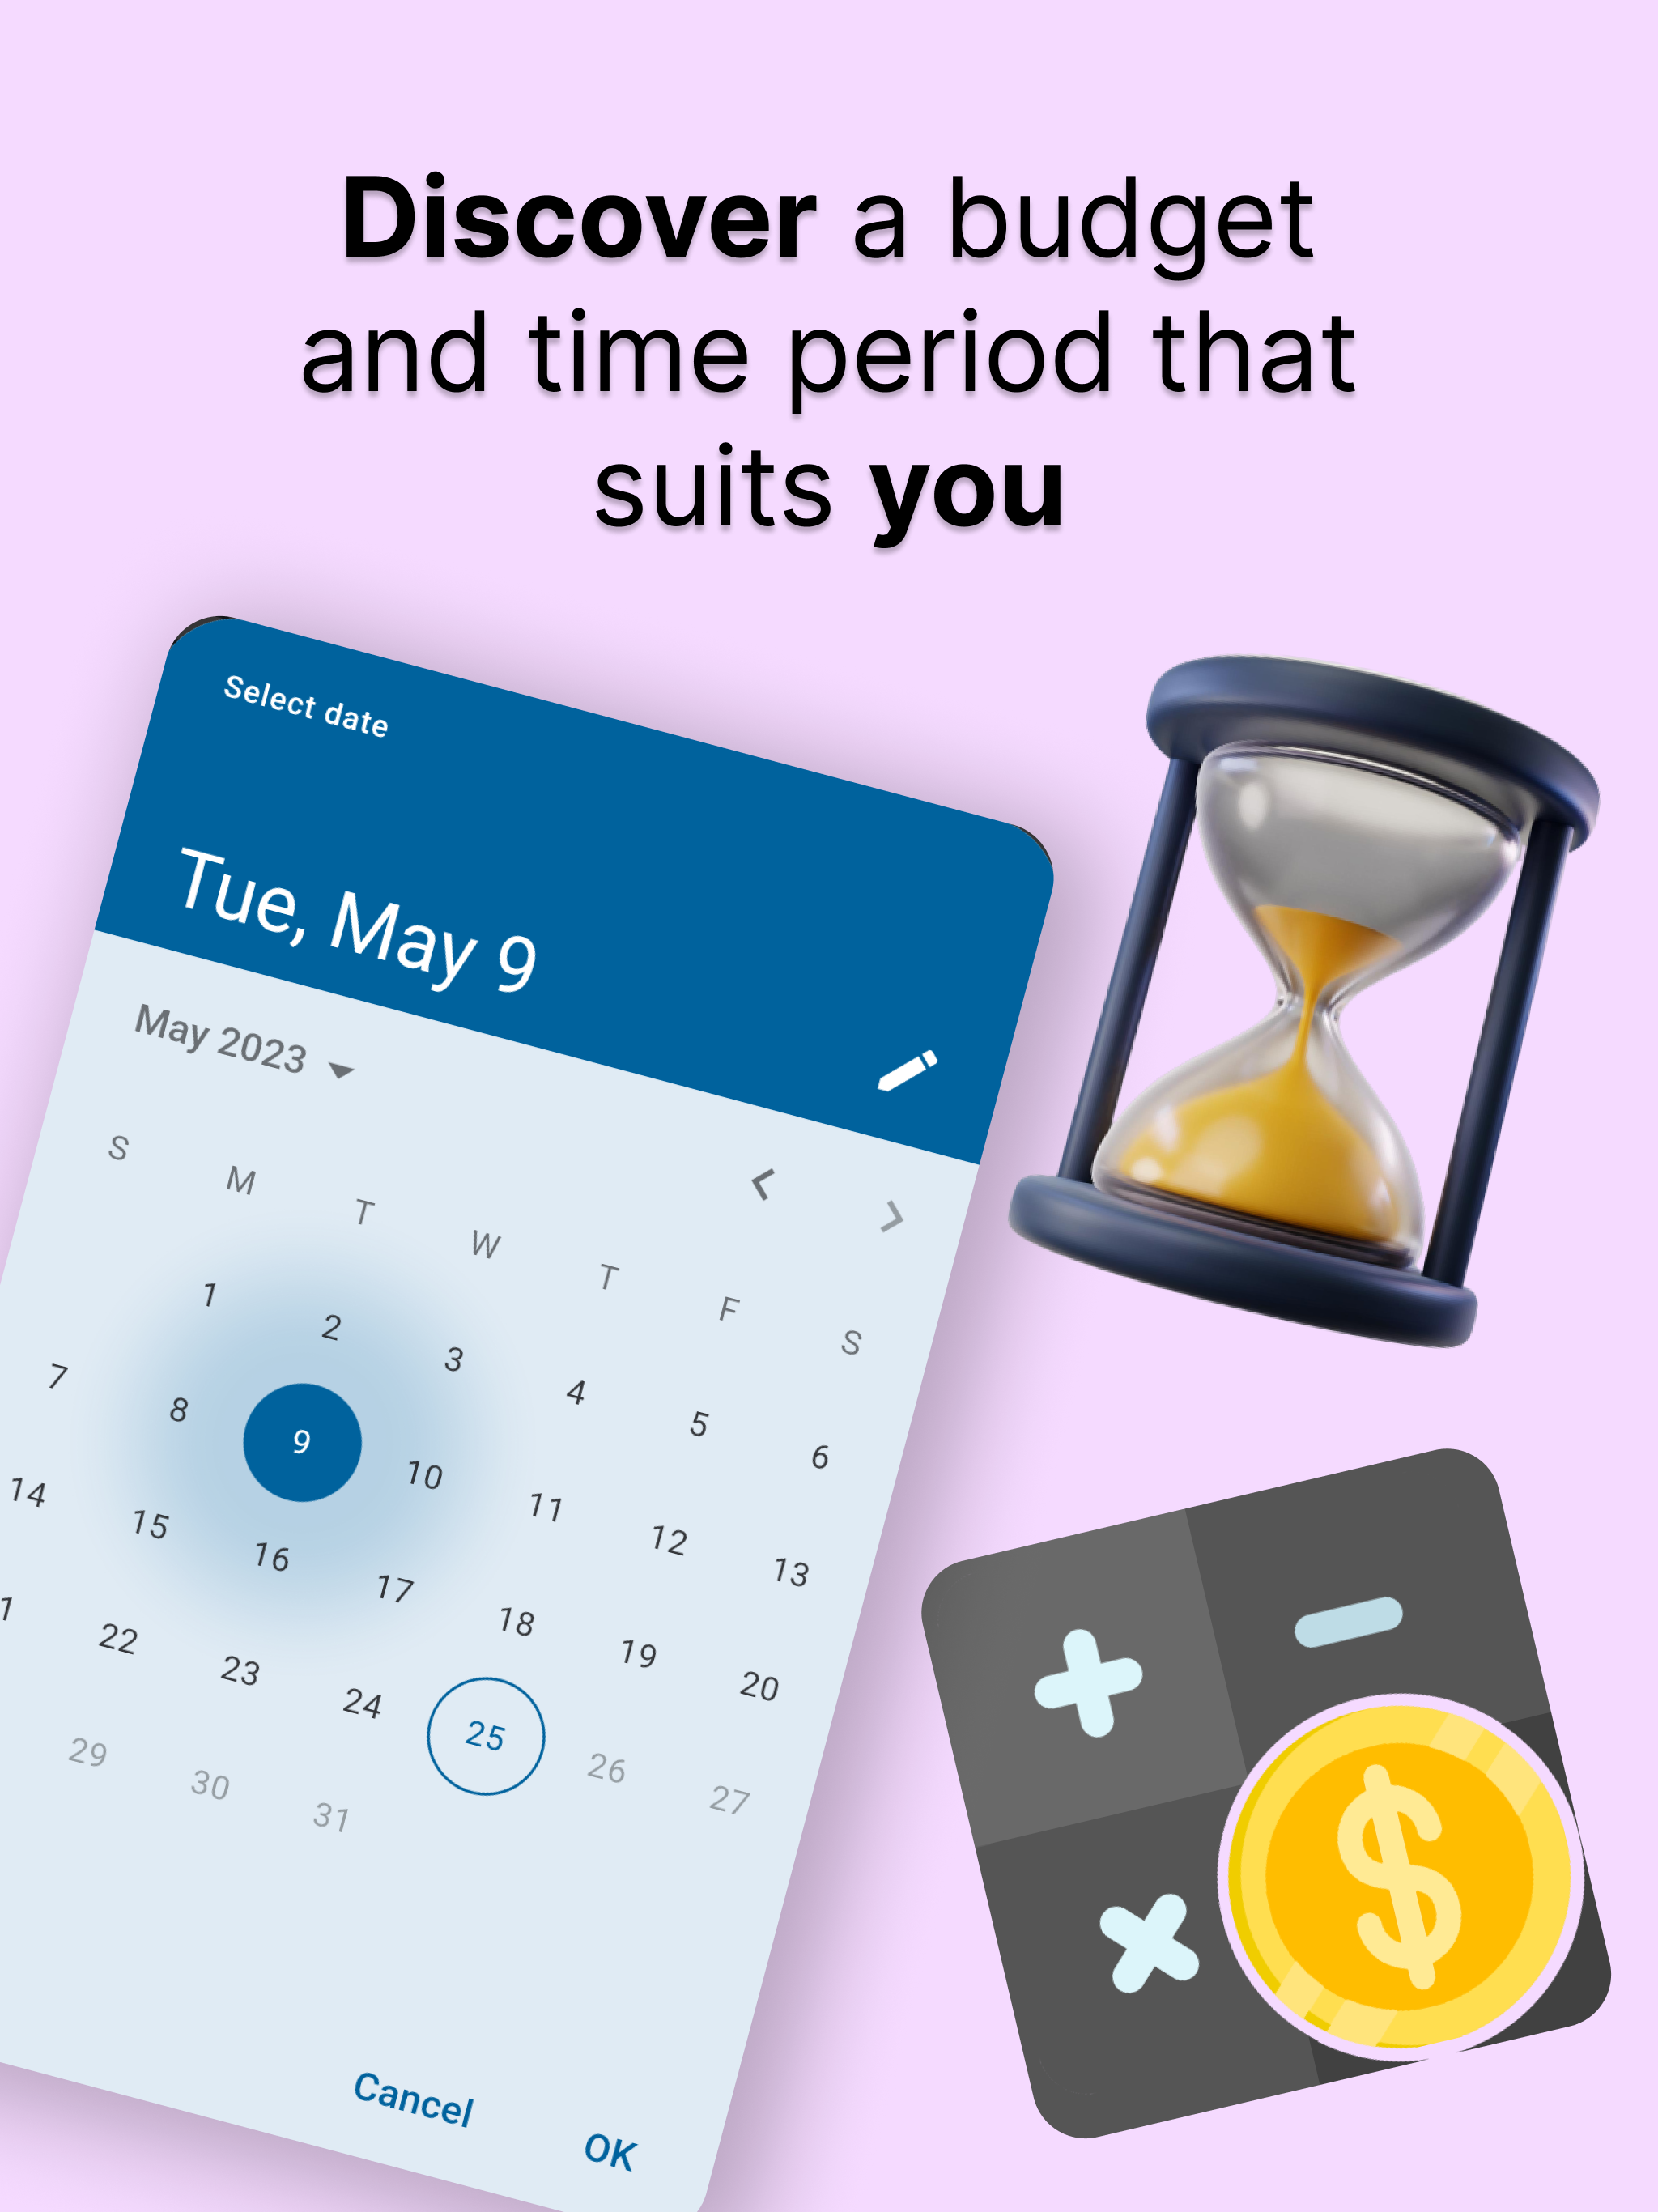 Discover a budget
and time period that
suits you
Select date
Tue, May 9
May 2023
S M T W T F S
1 2 3 4 5 6
7 8 9 10 11 12 13
14 15 16 17 18 19 20
1 22 23 24 25 26 27
29 30 31
Cancel OK
$